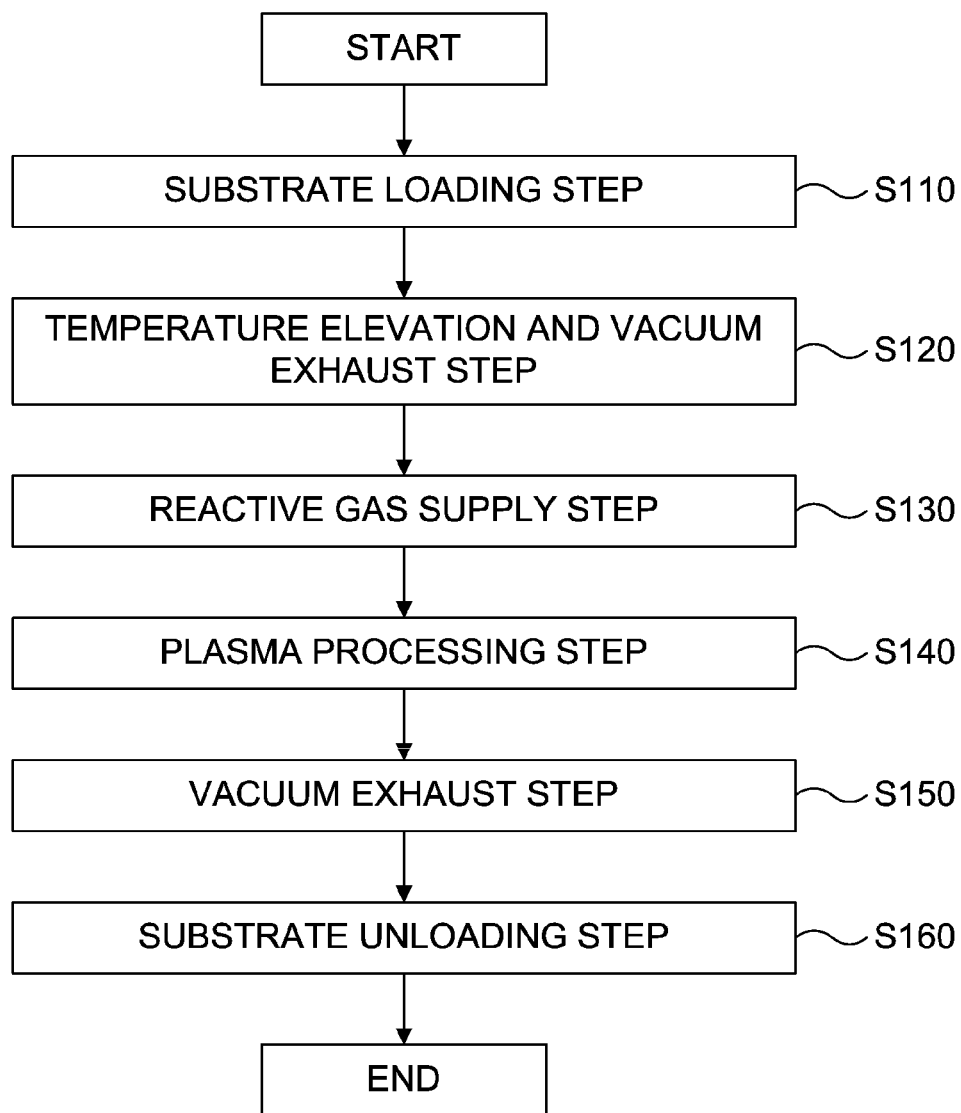 START
SUBSTRATE LOADING STEP
S110
TEMPERATURE ELEVATION AND VACUUM
EXHAUST STEP
S120
REACTIVE GAS SUPPLY STEP
S130
PLASMA PROCESSING STEP
S140
VACUUM EXHAUST STEP
S150
SUBSTRATE UNLOADING STEP
S160
END